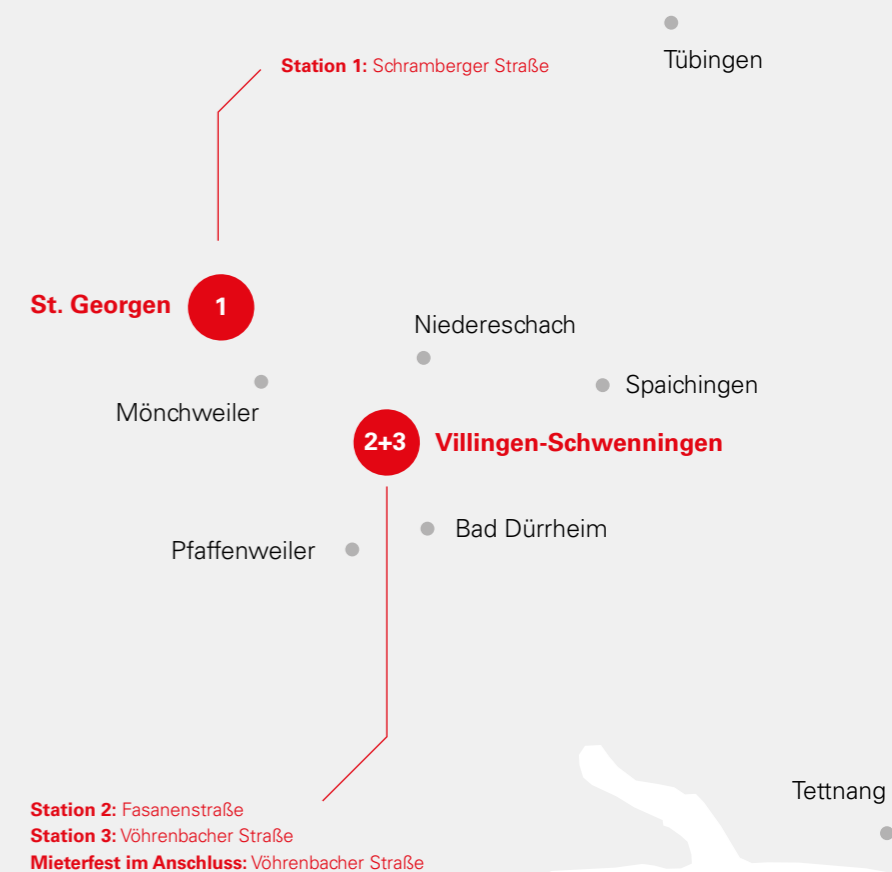 Tübingen
Station 1: Schramberger Straße
St. Georgen
1
Niedereschach
Spaichingen
Mönchweiler
2+3
Villingen-Schwenningen
Bad Dürrheim
Pfaffenweiler
Tettnang
Station 2: Fasanenstraße
Station 3: Vöhrenbacher Straße
Mieterfest im Anschluss: Vöhrenbacher Straße